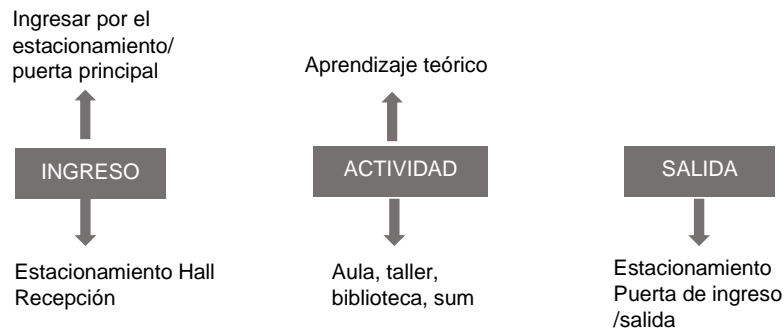 Ingresar por el
estacionamiento/
puerta principal
Aprendizaje teórico
INGRESO
ACTIVIDAD
SALIDA
Estacionamiento Hall
Recepción
Aula, taller,
biblioteca, sum
Estacionamiento
Puerta de ingreso
/salida